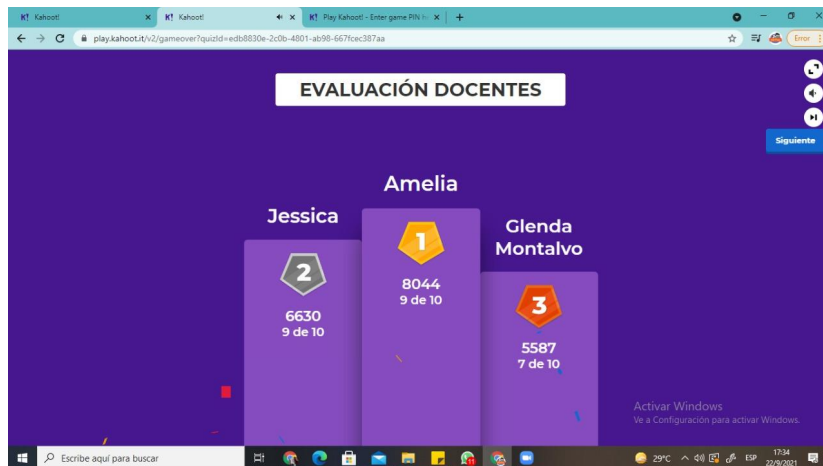 K! Kahoot!
K! Kahoot!
K! Play Kahoot! - Enter game PIN
play.kahoot.it/v2/gameover?quizId=edb8830e-2c0b-4801-ab98-667fcec387aa
Error
EVALUACIÓN DOCENTES
Siguiente
Amelia
Jessica
Glenda
Montalvo
1
2
8044
9 de 10
3
6630
9 de 10
5587
7 de 10
Activar Windows
Ve a Configuración para activar Windows.
Escribe aquí para buscar
29°C
ESP
17:34
22/9/2021